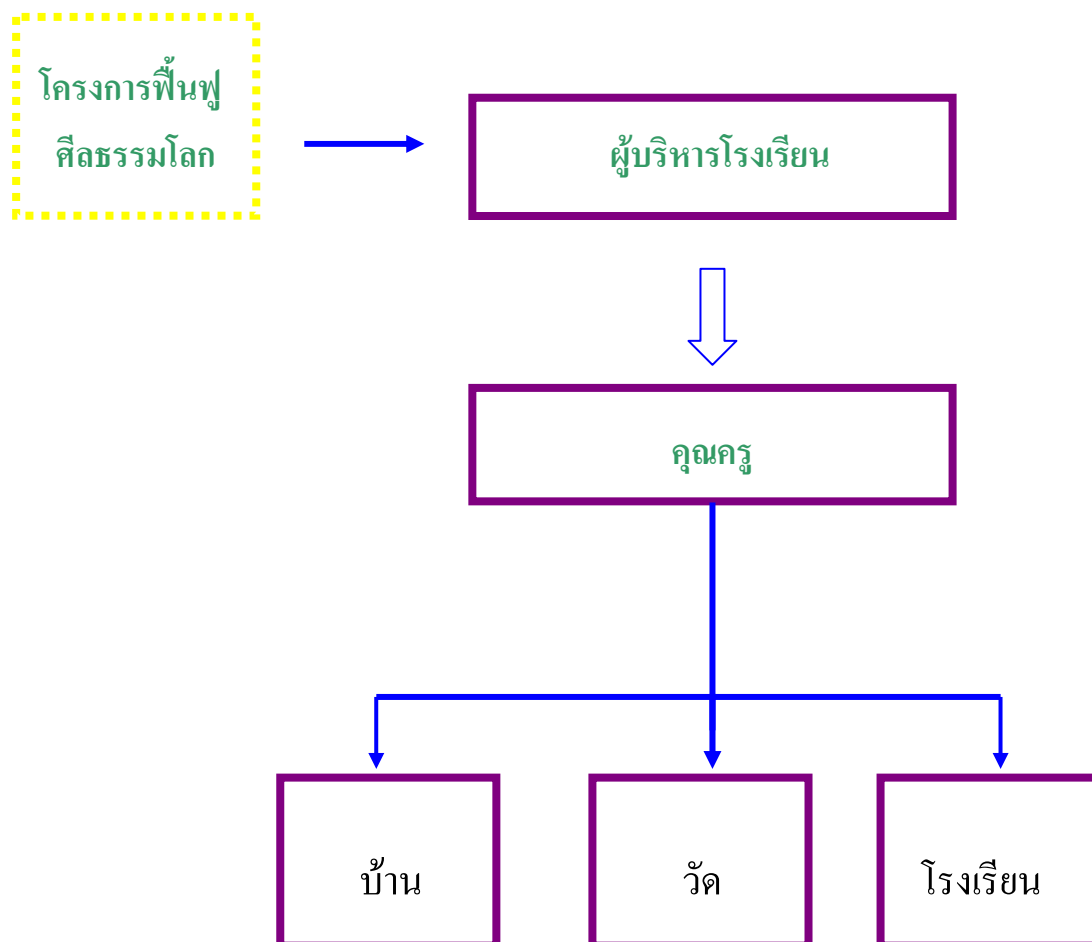 โครงการฟื้นฟู
ศีลธรรมโลก
ผู้บริหารโรงเรียน
คุณครู
บ้าน
วัด
โรงเรียน